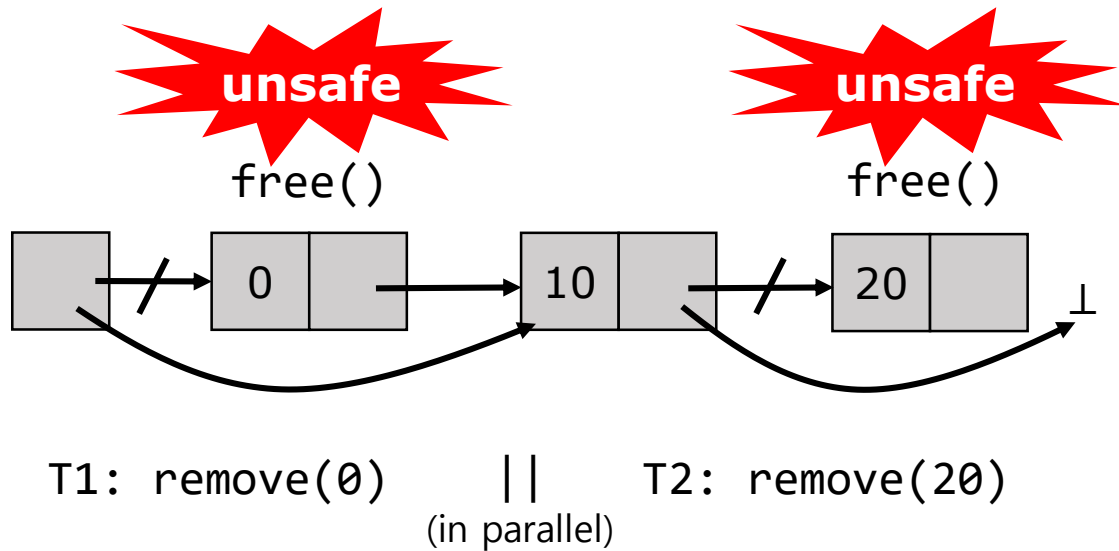 unsafe unsafe
free() free()
0 10 20 ⊥
T1: remove(0) || T2: remove(20)
(in parallel)